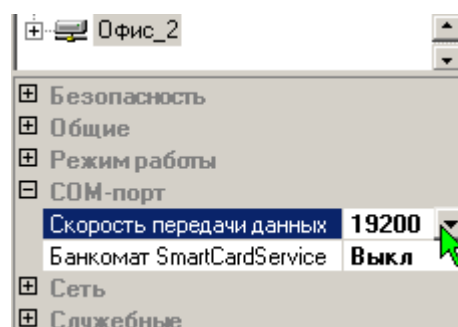 Офис_2
Безопасность
Общие
Режим работы
COM-порт
Скорость передачи данных 19200
Банкомат SmartCardService Выкл
Сеть
Служебные